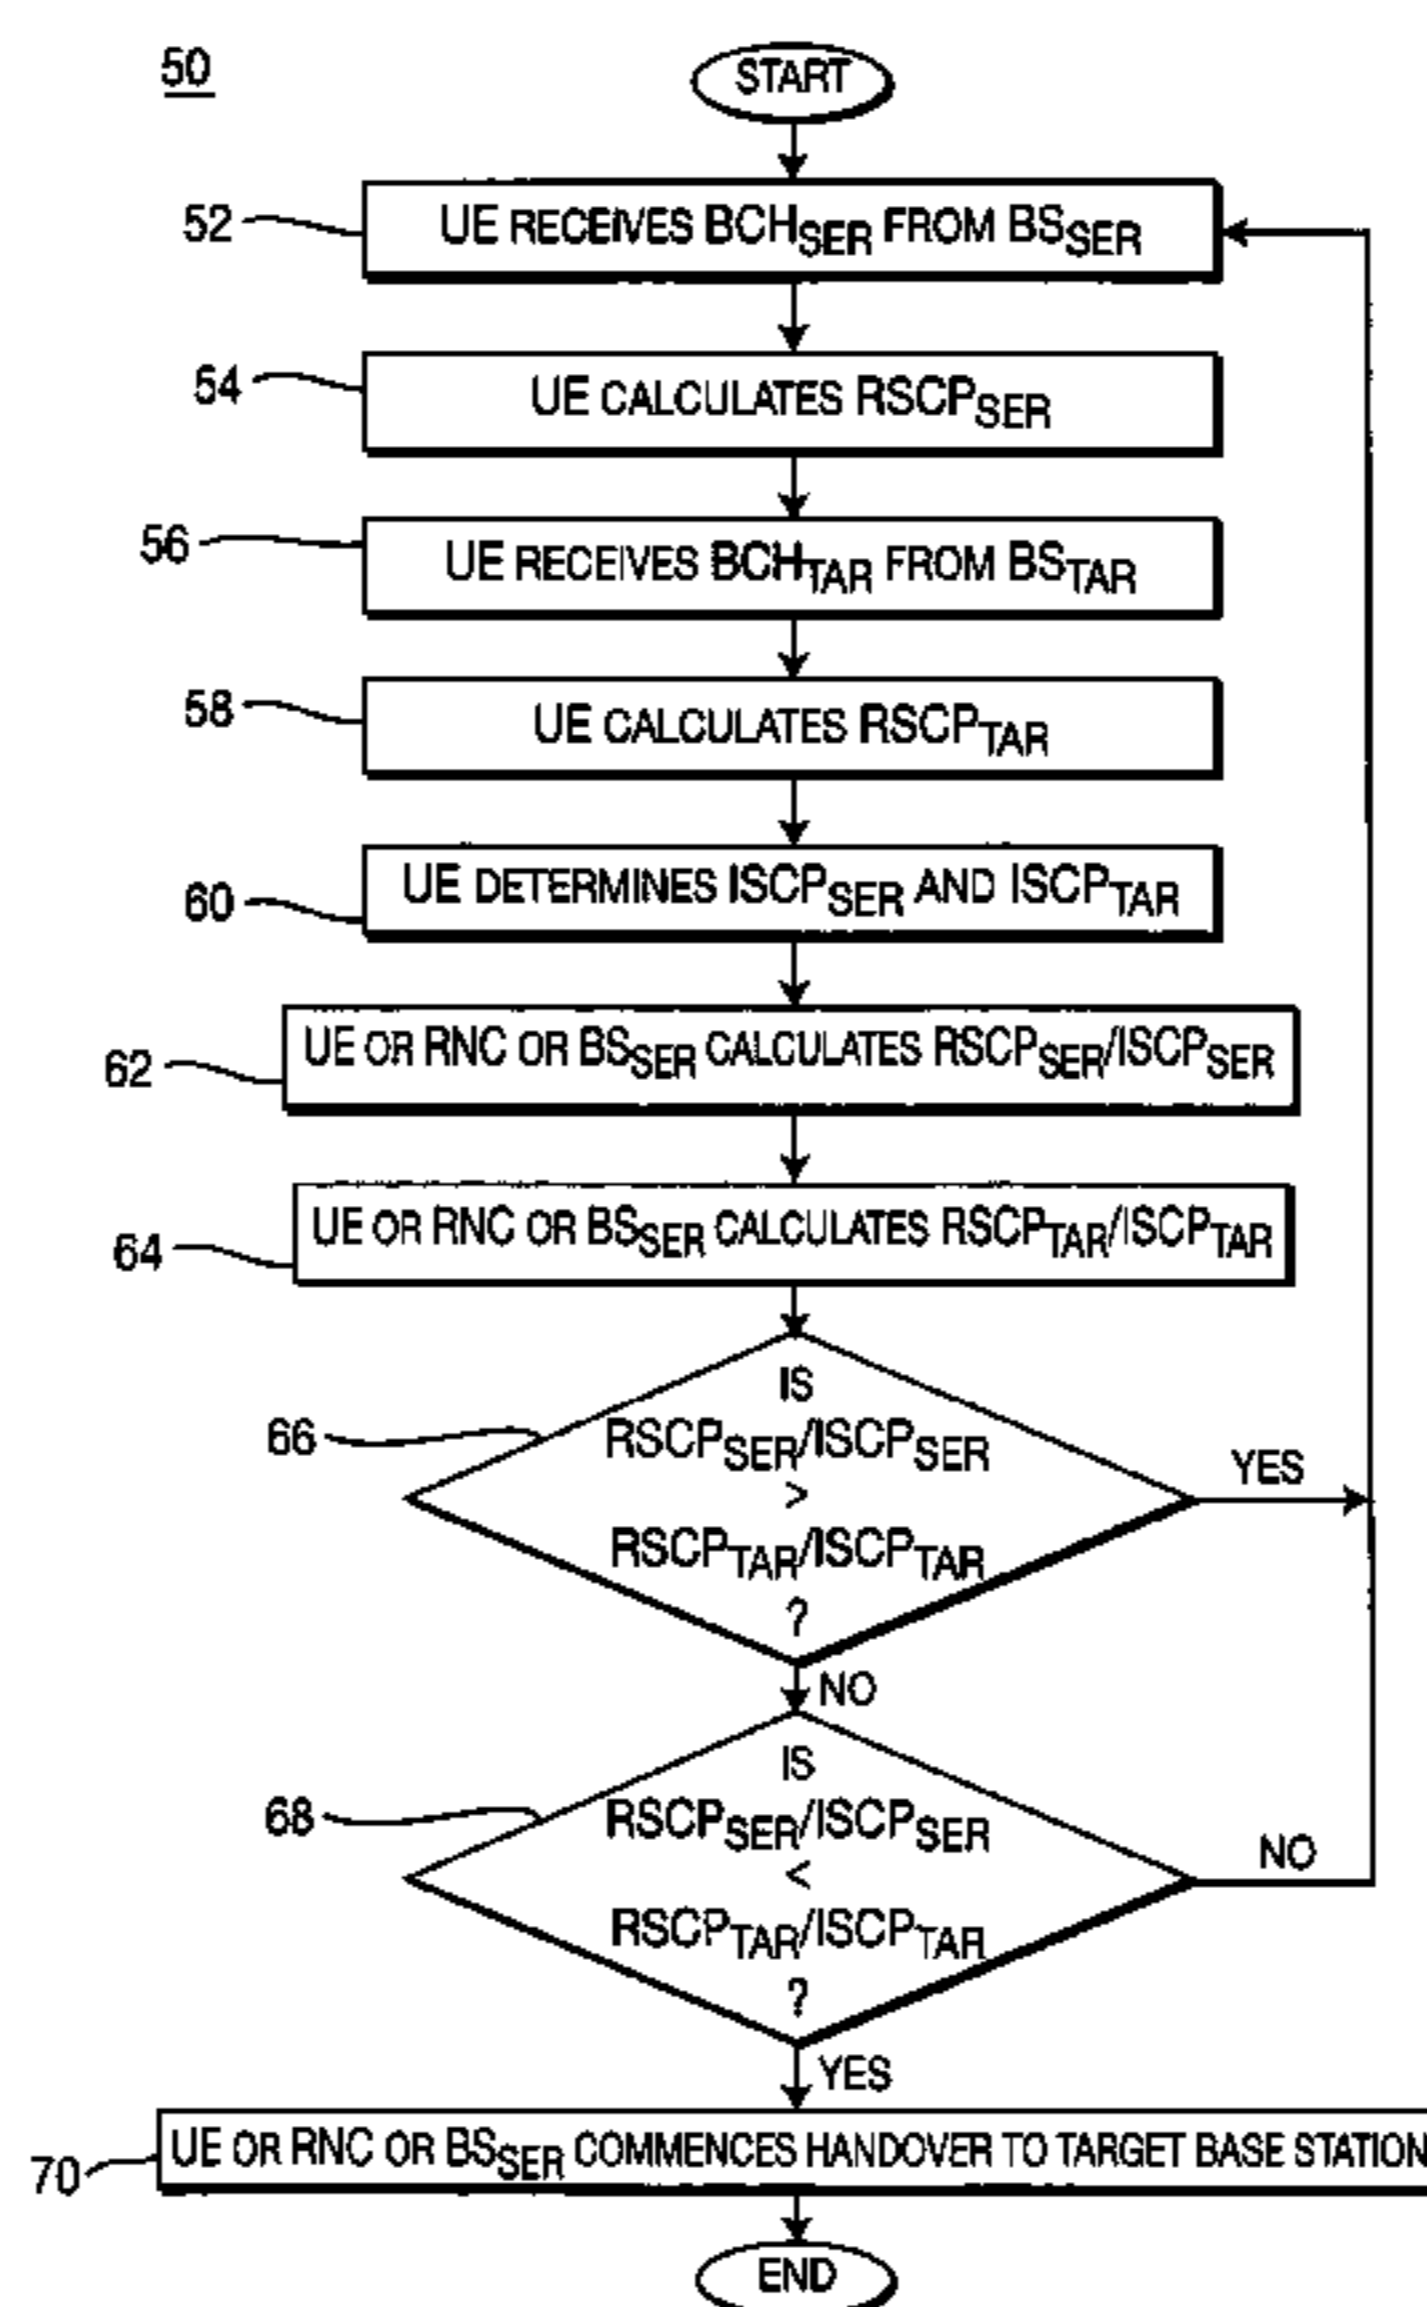 50
START
52
UE RECEIVES BCHSER FROM BSSER
54
UE CALCULATES RSCPSER
56
UE RECEIVES BCHTAR FROM BSTAR
58
UE CALCULATES RSCPTAR
60
UE DETERMINES ISCPSER AND ISCPTAR
62
UE OR RNC OR BSSER CALCULATES RSCPSER/ISCPSER
64
UE OR RNC OR BSSER CALCULATES RSCPTAR/ISCPTAR
66
IS
RSCPSER/ISCPSER
>
RSCPTAR/ISCPTAR
?
YES
NO
68
IS
RSCPSER/ISCPSER
<
RSCPTAR/ISCPTAR
?
NO
YES
70
UE OR RNC OR BSSER COMMENCES HANDOVER TO TARGET BASE STATION
END